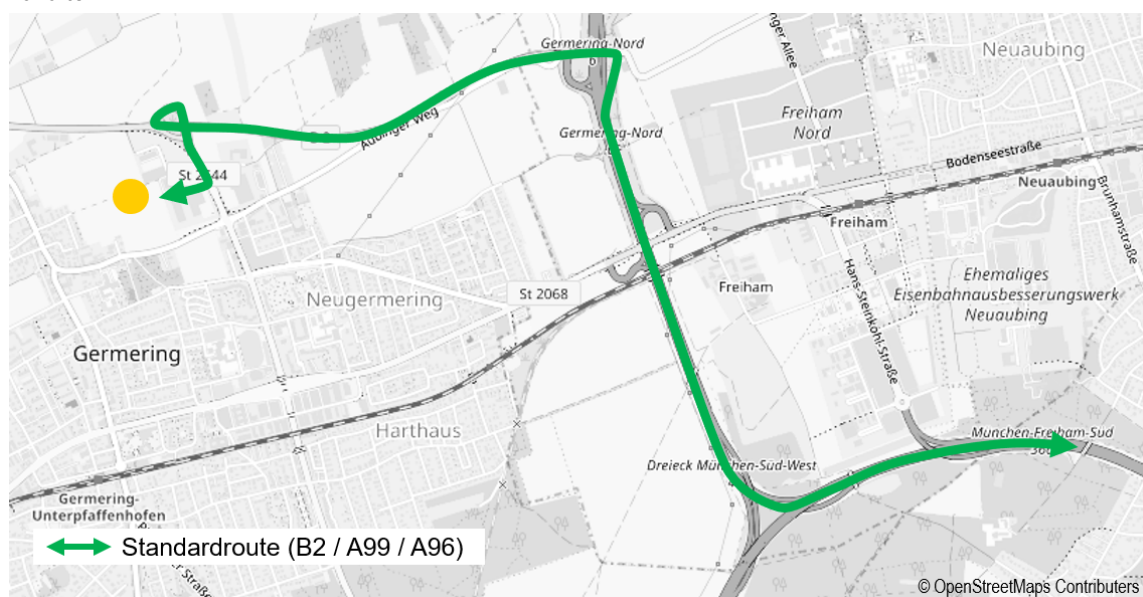 Germering-Nord
6
Neuaubing
Freiham
Nord
Aubinger Weg
Germering-Nord
Bodenseestraße
St 2544
Neuaubing
Brunhamstraße
Freiham
Hans-Steinkohl-Straße
Ehemaliges
Eisenbahnausbesserungswerk
Neuaubing
Freiham
St 2068
Neugermering
Germering
Harthaus
München-Freiham-Süd
Dreieck München-Süd-West
Germering-
Unterpfaffenhofen
Standardroute (B2 / A99 / A96)
© OpenStreetMaps Contributers